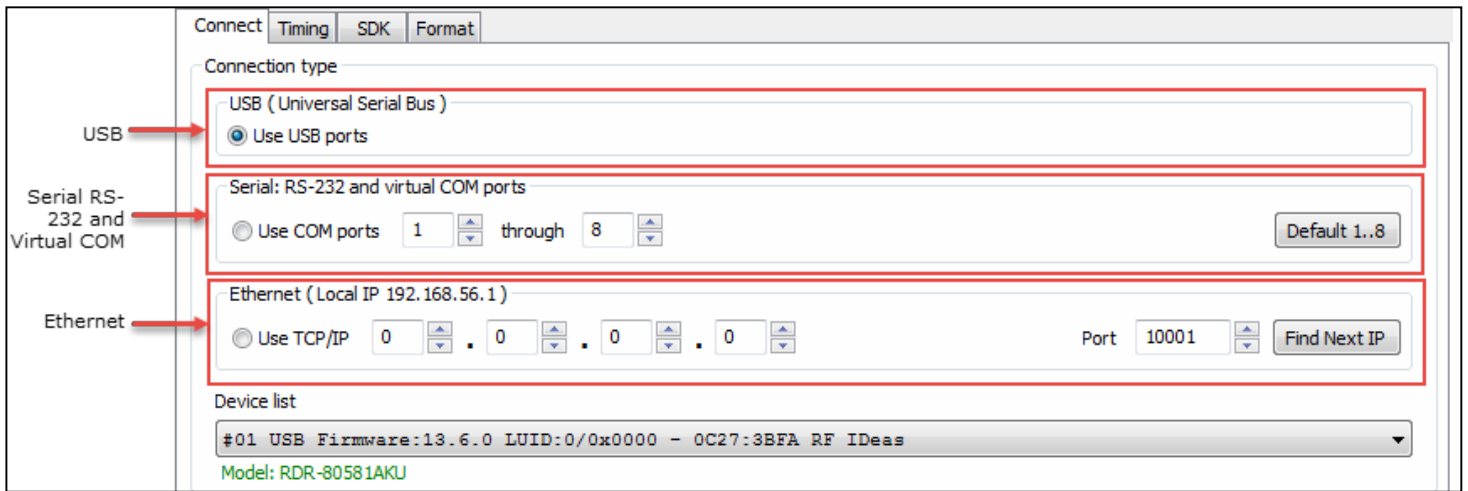 Connect Timing SDK Format
Connection type
USB ( Universal Serial Bus )
USB
Use USB ports
Serial: RS-232 and virtual COM ports
Serial RS-
232 and
Virtual COM
Use COM ports 1 through 8 Default 1..8
Ethernet ( Local IP 192.168.56.1 )
Ethernet
Use TCP/IP 0 . 0 . 0 . 0 Port 10001 Find Next IP
Device list
#01 USB Firmware:13.6.0 LUID:0/0x0000 - 0C27:3BFA RF IDeas
Model: RDR-80581AKU